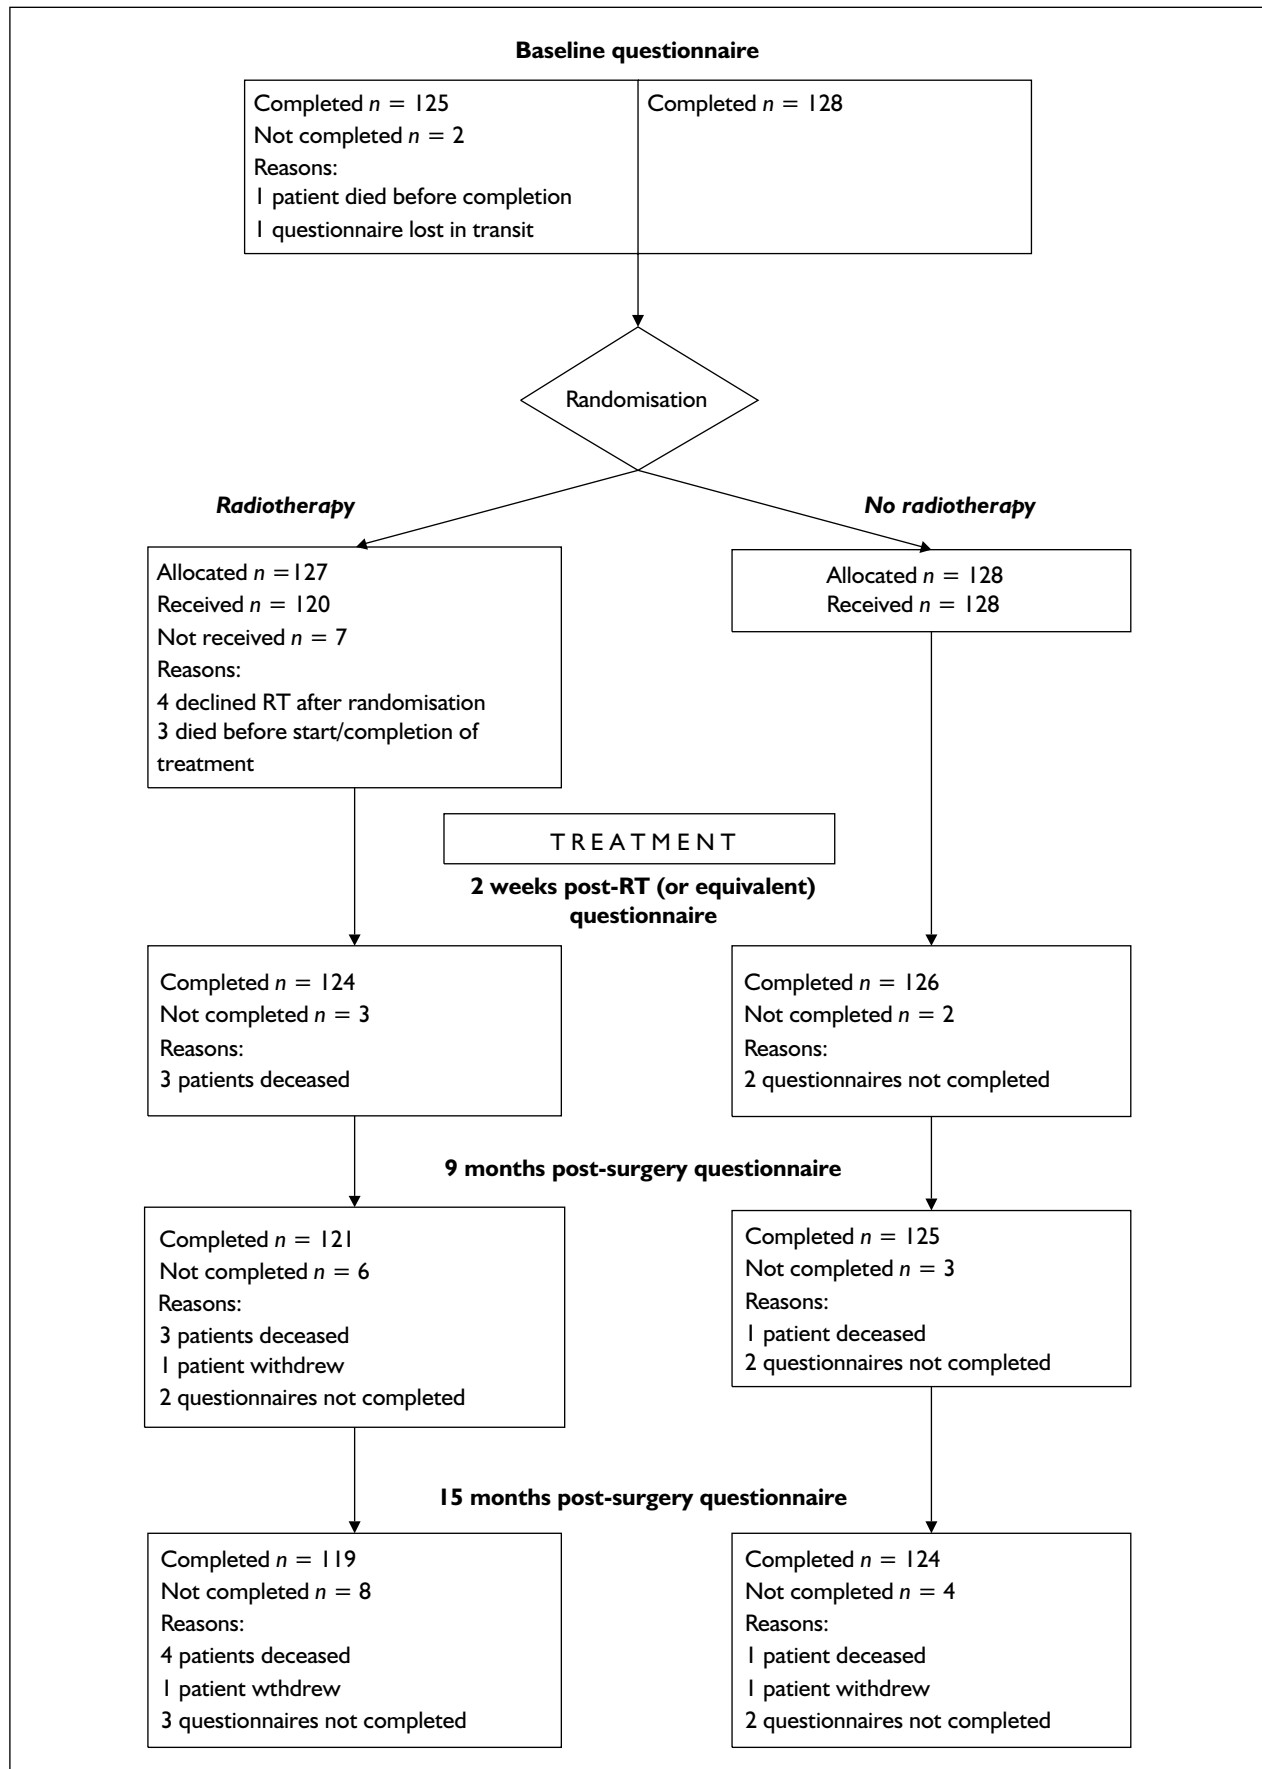 Baseline questionnaire
Completed n = 125
Not completed n = 2
Reasons:
1 patient died before completion
1 questionnaire lost in transit
Completed n = 128
Randomisation
Radiotherapy
No radiotherapy
Allocated n =127
Received n = 120
Not received n = 7
Reasons:
4 declined RT after randomisation
3 died before start/completion of
treatment
Allocated n = 128
Received n = 128
TREATMENT
2 weeks post-RT (or equivalent)
questionnaire
Completed n = 124
Not completed n = 3
Reasons:
3 patients deceased
Completed n = 126
Not completed n = 2
Reasons:
2 questionnaires not completed
9 months post-surgery questionnaire
Completed n = 121
Not completed n = 6
Reasons:
3 patients deceased
1 patient withdrew
2 questionnaires not completed
Completed n = 125
Not completed n = 3
Reasons:
1 patient deceased
2 questionnaires not completed
15 months post-surgery questionnaire
Completed n = 119
Not completed n = 8
Reasons:
4 patients deceased
1 patient wthdrew
3 questionnaires not completed
Completed n = 124
Not completed n = 4
Reasons:
1 patient deceased
1 patient withdrew
2 questionnaires not completed